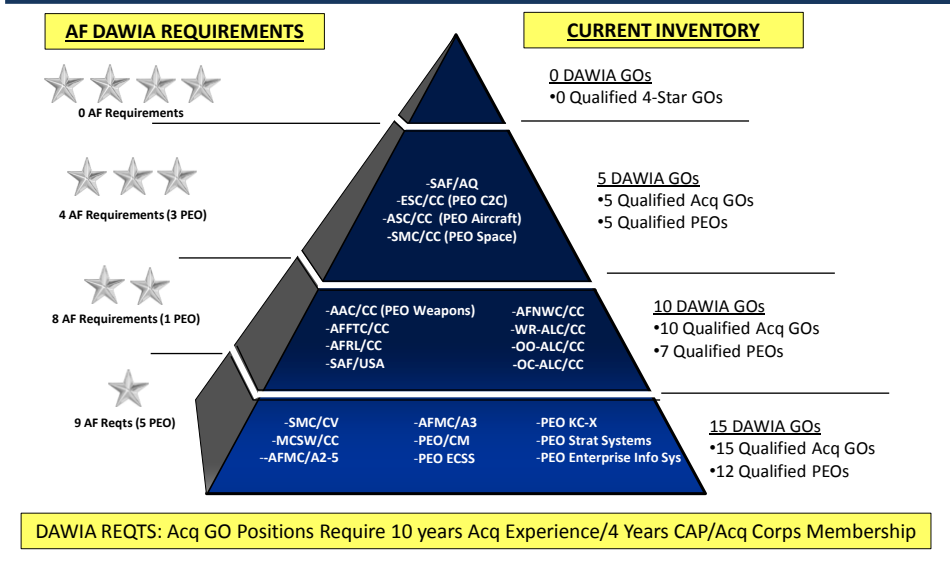 AF DAWIA REQUIREMENTS
CURRENT INVENTORY
0 AF Requirements
0 DAWIA GOs
•0 Qualified 4-Star GOs
4 AF Requirements (3 PEO)
-SAF/AQ
-ESC/CC (PEO C2C)
-ASC/CC (PEO Aircraft)
-SMC/CC (PEO Space)
5 DAWIA GOs
•5 Qualified Acq GOs
•5 Qualified PEOs
8 AF Requirements (1 PEO)
-AAC/CC (PEO Weapons)
-AFFTC/CC
-AFRL/CC
-SAF/USA
-AFNWC/CC
-WR-ALC/CC
-OO-ALC/CC
-OC-ALC/CC
10 DAWIA GOs
•10 Qualified Acq GOs
•7 Qualified PEOs
9 AF Reqts (5 PEO)
-SMC/CV
-MCSW/CC
--AFMC/A2-5
-AFMC/A3
-PEO/CM
-PEO ECSS
-PEO KC-X
-PEO Strat Systems
-PEO Enterprise Info Sys
15 DAWIA GOs
•15 Qualified Acq GOs
•12 Qualified PEOs
DAWIA REQTS: Acq GO Positions Require 10 years Acq Experience/4 Years CAP/Acq Corps Membership